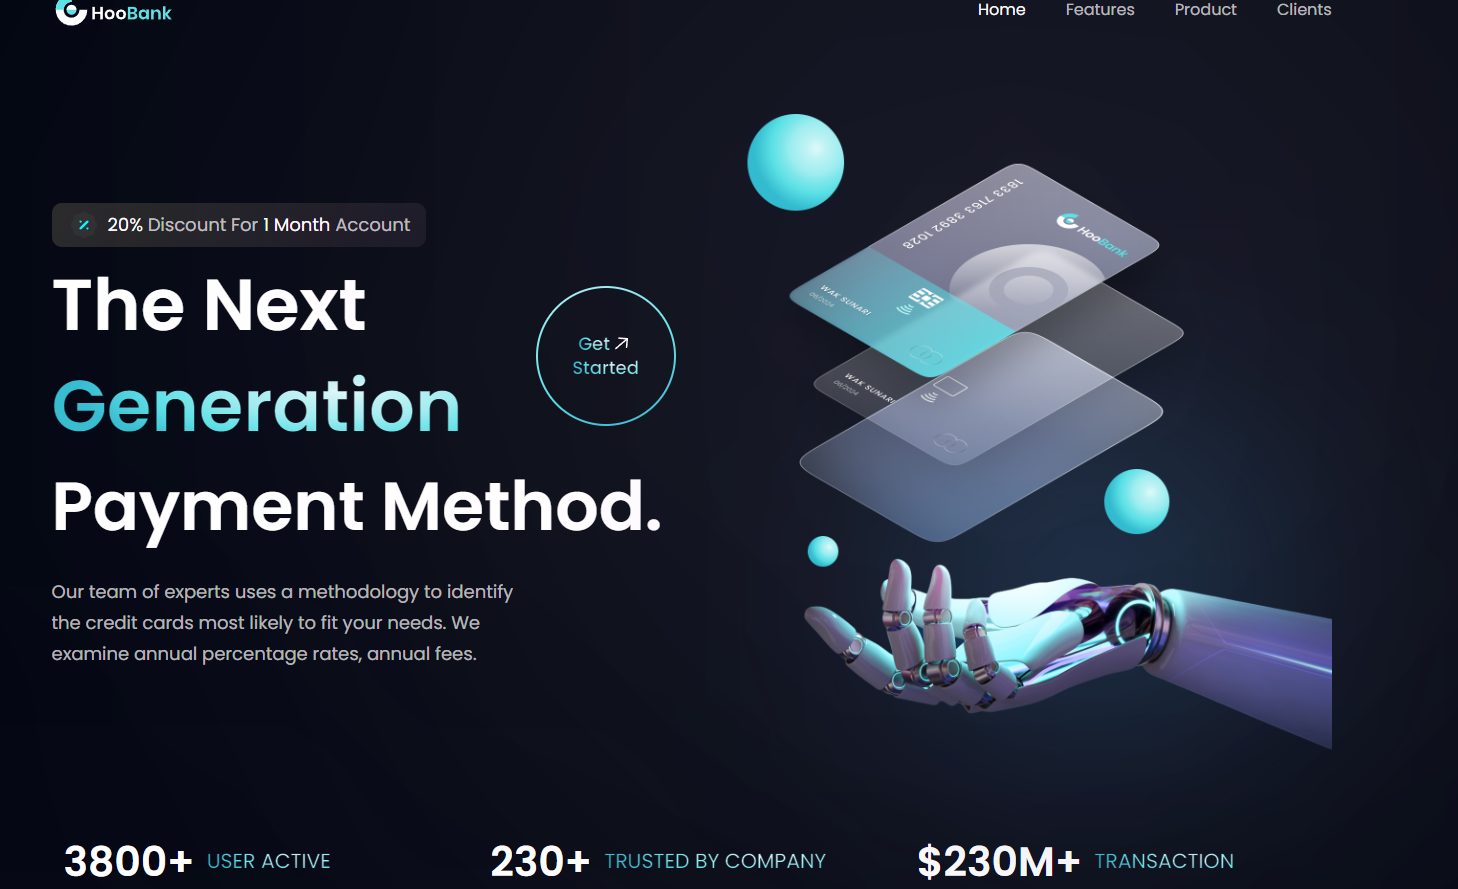 HooBank
Home Features Product Clients
20% Discount For 1 Month Account
The Next
Generation
Payment Method.
Get
Started
Our team of experts uses a methodology to identify
the credit cards most likely to fit your needs. We
examine annual percentage rates, annual fees.
1833 7163 3892 1028
HooBank
WAK SUNARI
06/2024
WAK SUNARI
06/2024
3800+ USER ACTIVE
230+ TRUSTED BY COMPANY
$230M+ TRANSACTION